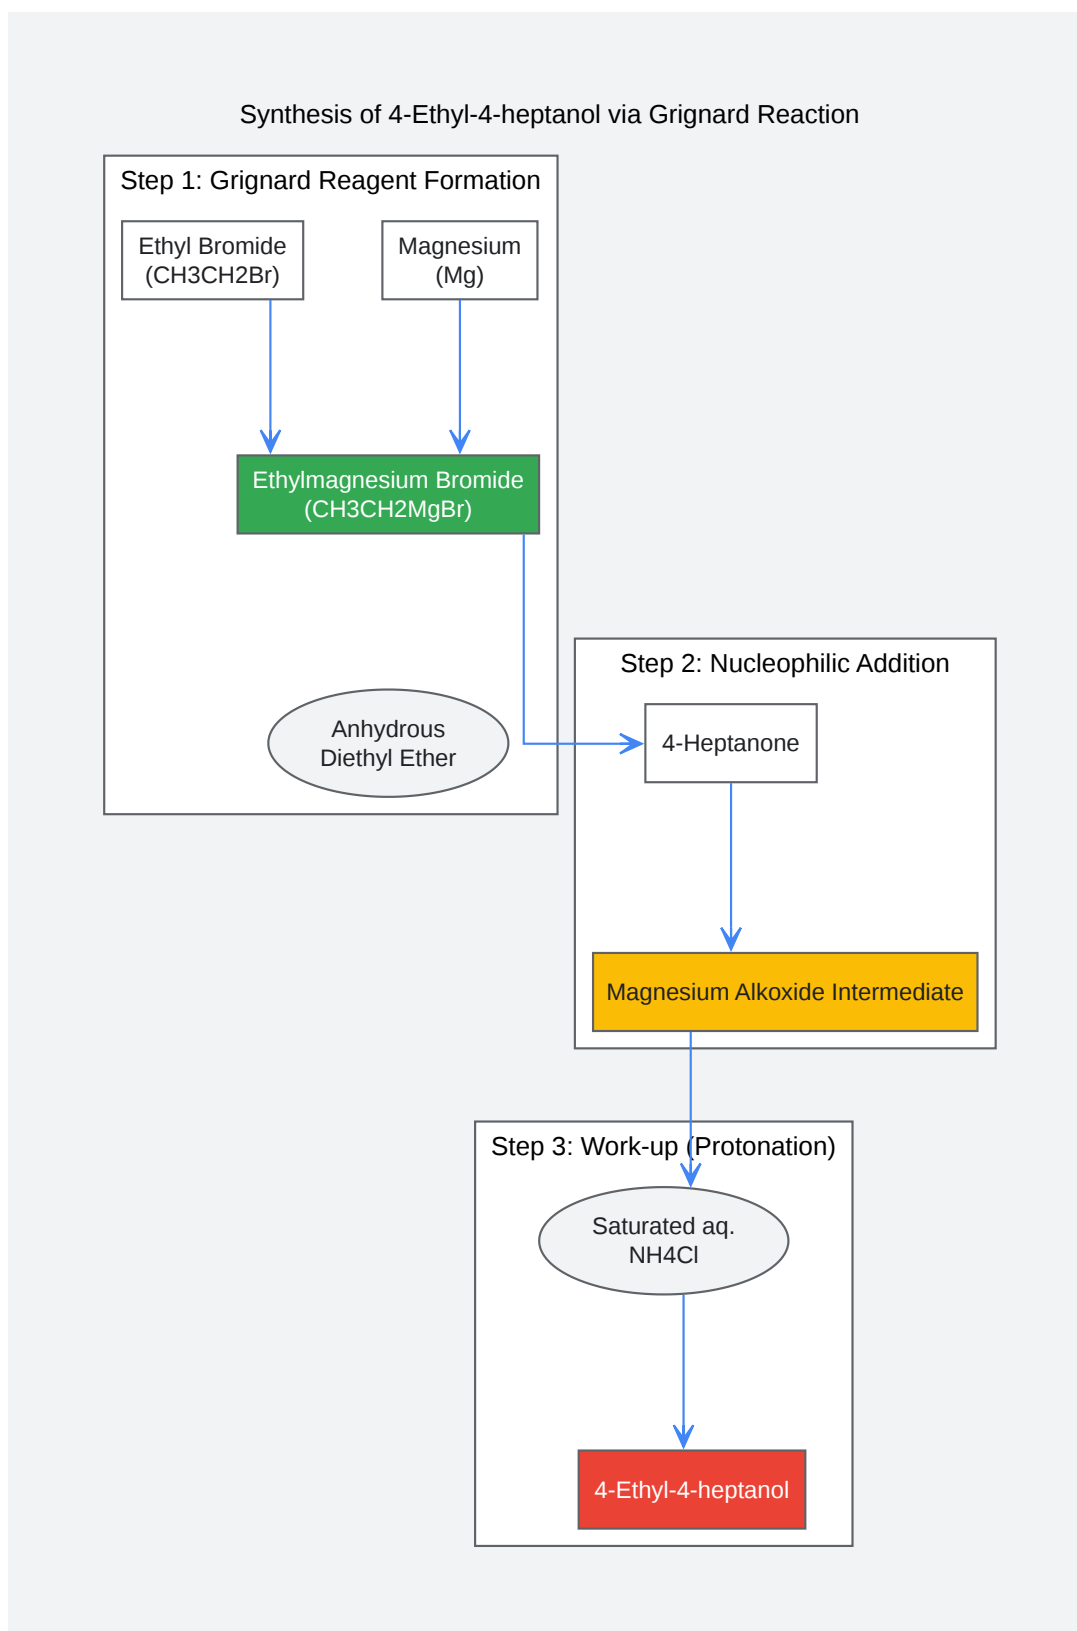 Synthesis of 4-Ethyl-4-heptanol via Grignard Reaction
Step 1: Grignard Reagent Formation
Ethyl Bromide
(CH3CH2Br)
Magnesium
(Mg)
Ethylmagnesium Bromide
(CH3CH2MgBr)
Anhydrous
Diethyl Ether
Step 2: Nucleophilic Addition
4-Heptanone
Magnesium Alkoxide Intermediate
Step 3: Work-up (Protonation)
Saturated aq.
NH4Cl
4-Ethyl-4-heptanol